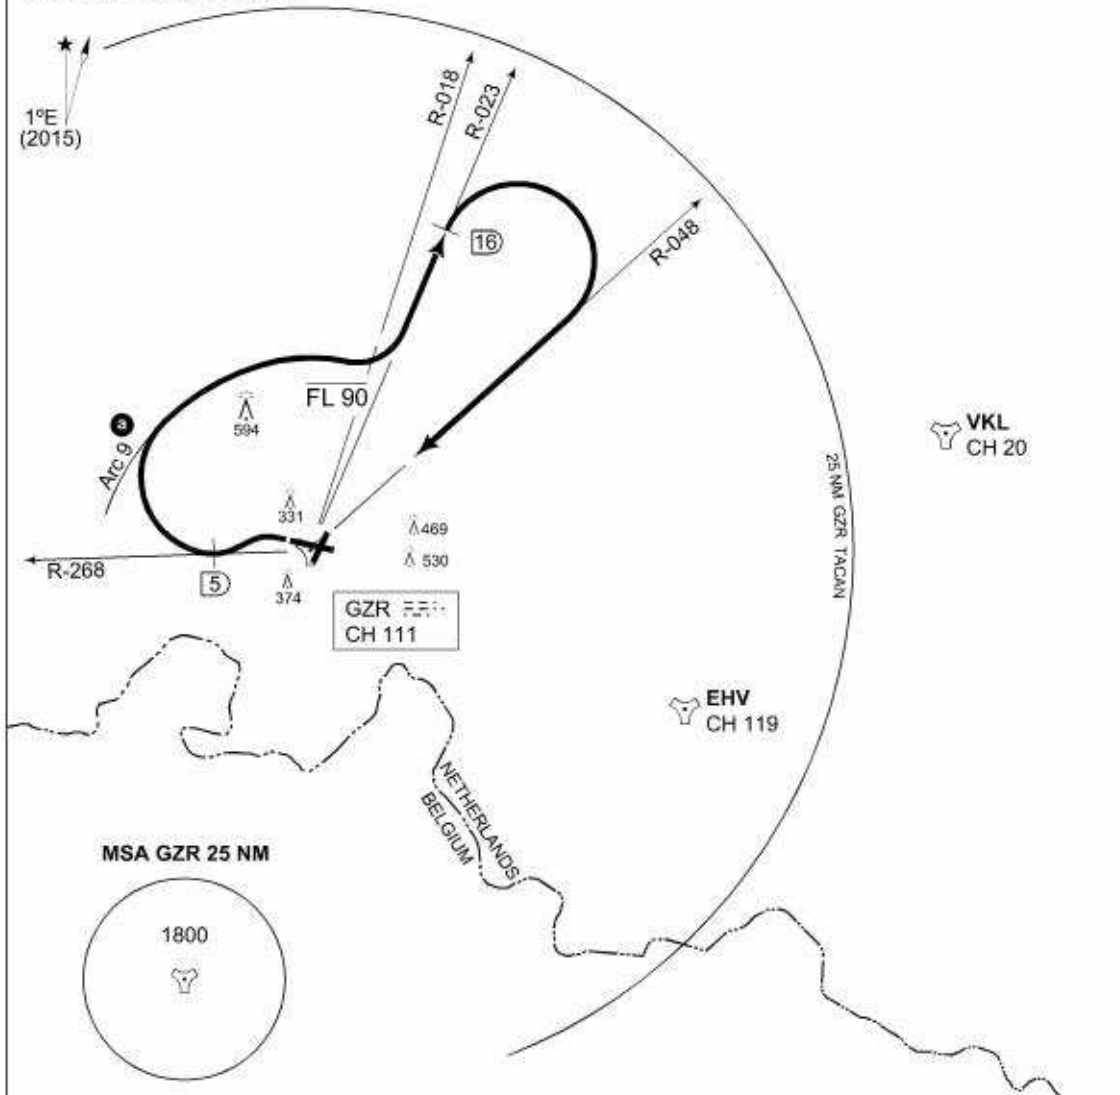 R-018
R-023
1ºE
(2015)
16
R-048
FL 90
a
594
Arc 9
VKL
CH 20
25 NM GZR TACAN
331
469
530
R-268
5
374
GZR
CH 111
EHV
CH 119
NETHERLANDS
BELGIUM
MSA GZR 25 NM
1800